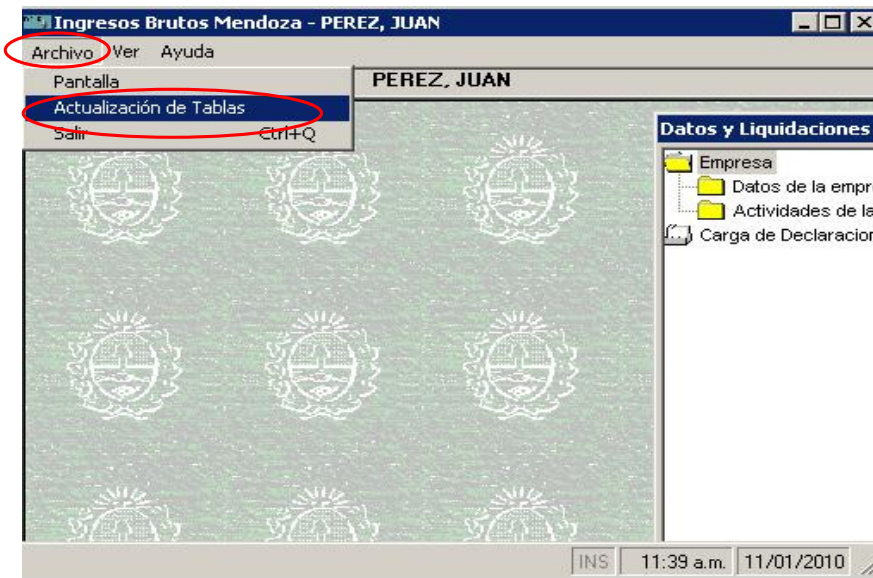 Ingresos Brutos Mendoza - PEREZ, JUAN
Archivo Ver Ayuda
Pantalla
PEREZ, JUAN
Actualización de Tablas
Salir Ctrl+Q
Datos y Liquidaciones
Empresa
Datos de la empr
Actividades de la
Carga de Declaracion
INS 11:39 a.m. 11/01/2010